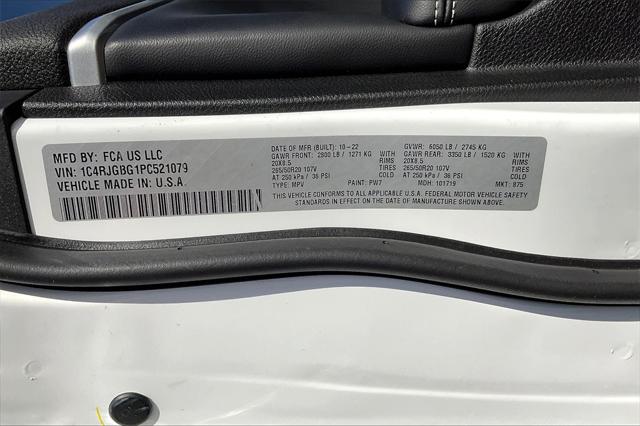 MFD BY: FCA US LLC
VIN: 1C4RJGBG1PC521079
VEHICLE MADE IN: U.S.A.
DATE OF MFR (BUILT): 10-22 GVWR: 6050 LB / 2745 KG
GAWR FRONT: 2800 LB / 1271 KG WITH GAWR REAR: 3350 LB / 1520 KG WITH
20X8.5 RIMS 20X8.5 RIMS
265/50R20 107V TIRES 265/50R20 107V TIRES
AT 250 kPa / 36 PSI COLD AT 250 kPa / 36 PSI COLD
TYPE: MPV PAINT: PW7 MDH: 101719 MKT: 875
THIS VEHICLE CONFORMS TO ALL APPLICABLE U.S.A. FEDERAL MOTOR VEHICLE SAFETY
STANDARDS IN EFFECT ON THE DATE OF MANUFACTURE SHOWN ABOVE.